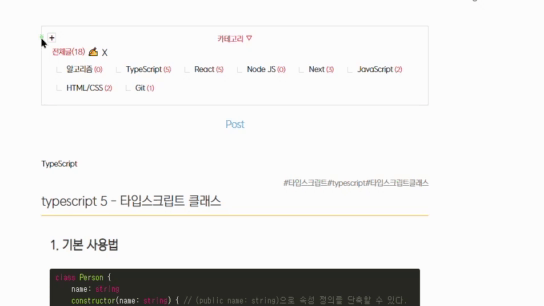 +
카테고리 ▽
전체글(18) ✍ X
알고리즘 (0) TypeScript (5) React (5) Node JS (0) Next (3) JavaScript (2)
HTML/CSS (2) Git (1)
Post
TypeScript
#타입스크립트#typescript#타입스크립트클래스
typescript 5 - 타입스크립트 클래스
1. 기본 사용법
class Person {
name: string
constructor(name: string) { // (public name: string)으로 속성 정의를 단축할 수 있다.